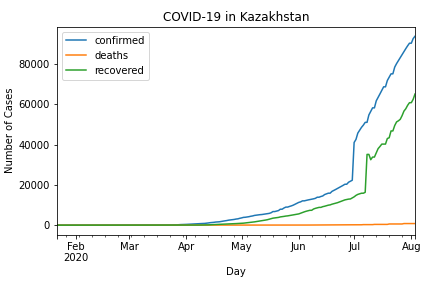 COVID-19 in Kazakhstan
confirmed
deaths
recovered
Number of Cases
80000
60000
40000
20000
0
Feb Mar Apr May Jun Jul Aug
2020
Day